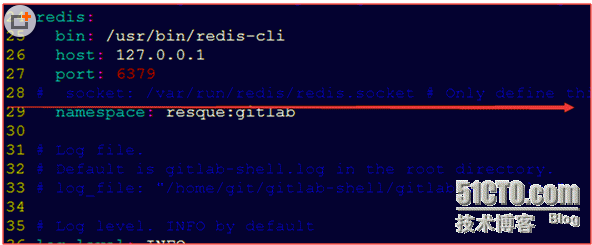 24 redis:
25   bin: /usr/bin/redis-cli
26   host: 127.0.0.1
27   port: 6379
28 #  socket: /var/run/redis/redis.socket # Only define thi
29   namespace: resque:gitlab
30
31 # Log file.
32 # Default is gitlab-shell.log in the root directory.
33 # log_file: "/home/git/gitlab-shell/gitlab
34
35 # Log level. INFO by default
log_level: INFO
51CTO.com
技术博客 Blog